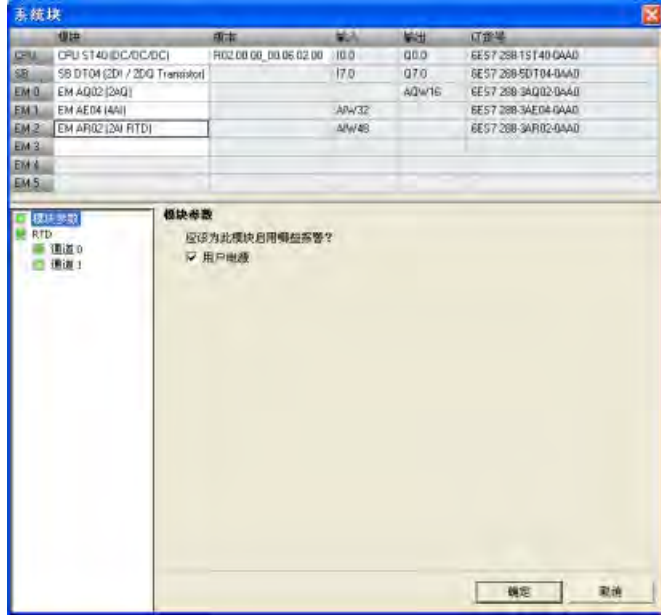 系统块
模块 版本 输入 输出 订货号
CPU CPU ST40 (DC/DC/DC) R02.00.00_00.06.02.00 I0.0 Q0.0 6ES7 288-1ST40-0AA0
SB SB DT04 (2DI / 2DQ Transistor) I7.0 Q7.0 6ES7 288-5DT04-0AA0
EM 0 EM AQ02 (2AQ) AQW16 6ES7 288-3AQ02-0AA0
EM 1 EM AE04 (4AI) AIW32 6ES7 288-3AE04-0AA0
EM 2 EM AR02 (2AI RTD) AIW48 6ES7 288-3AR02-0AA0
EM 3
EM 4
EM 5
模块参数
RTD
通道 0
通道 1
模块参数
应该为此模块启用哪些报警?
用户电源
确定 取消